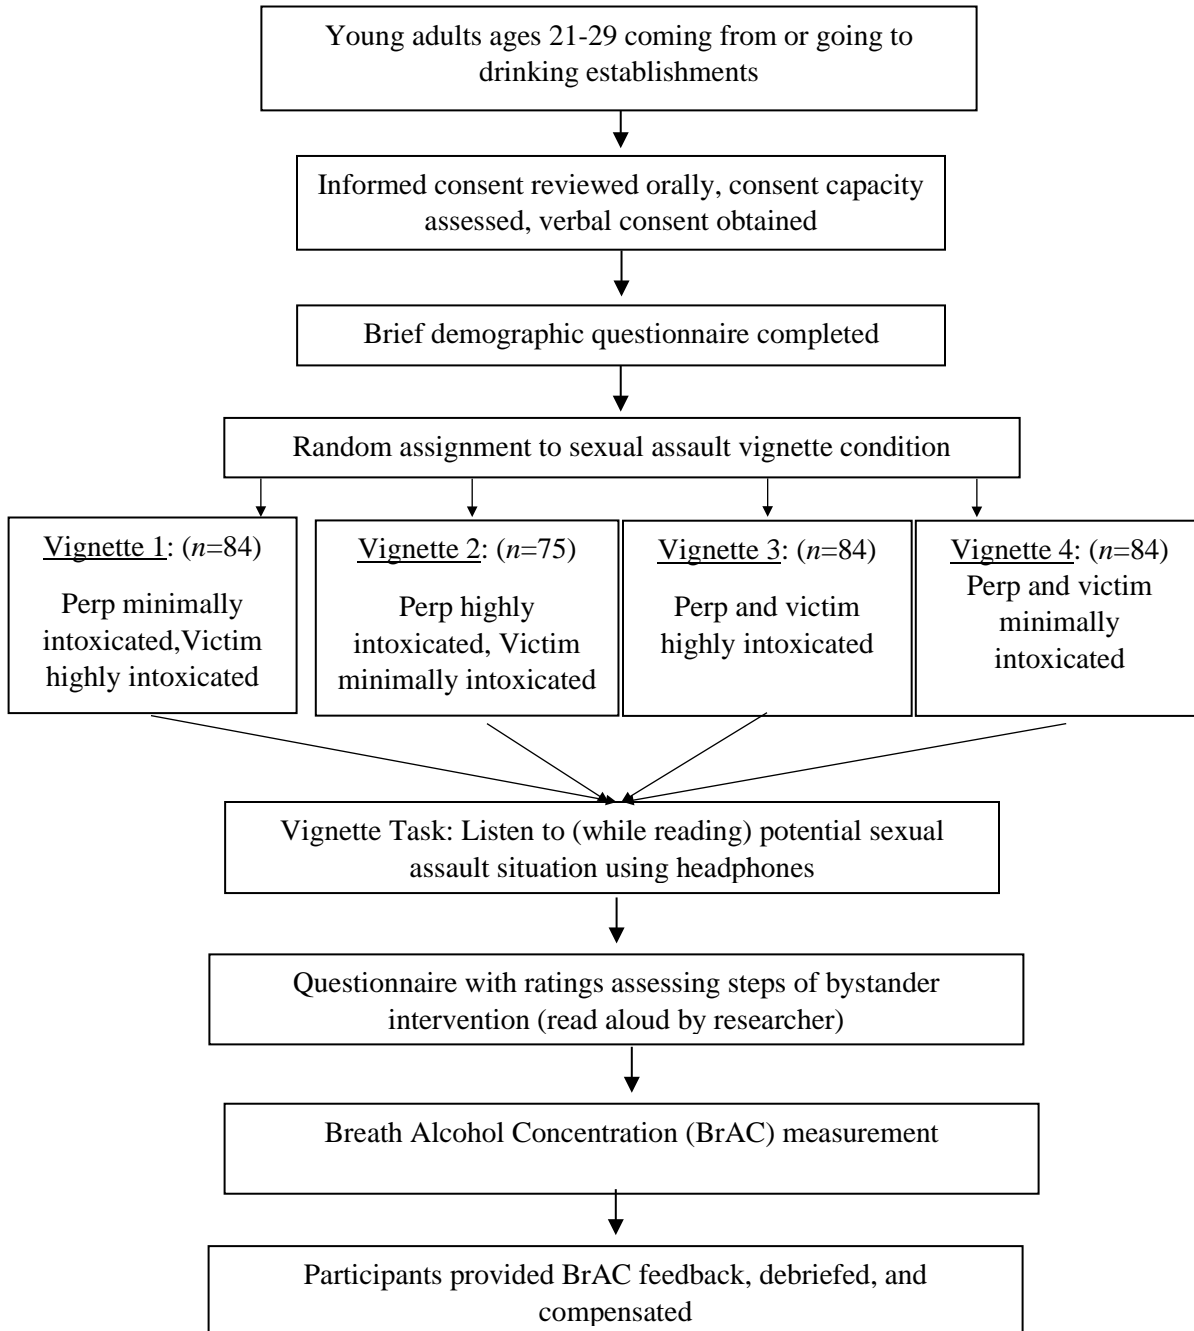 Young adults ages 21-29 coming from or going to
drinking establishments
Informed consent reviewed orally, consent capacity
assessed, verbal consent obtained
Brief demographic questionnaire completed
Random assignment to sexual assault vignette condition
Vignette 1: (n=84)
Perp minimally
intoxicated,Victim
highly intoxicated
Vignette 2: (n=75)
Perp highly
intoxicated, Victim
minimally intoxicated
Vignette 3: (n=84)
Perp and victim
highly intoxicated
Vignette 4: (n=84)
Perp and victim
minimally
intoxicated
Vignette Task: Listen to (while reading) potential sexual
assault situation using headphones
Questionnaire with ratings assessing steps of bystander
intervention (read aloud by researcher)
Breath Alcohol Concentration (BrAC) measurement
Participants provided BrAC feedback, debriefed, and
compensated